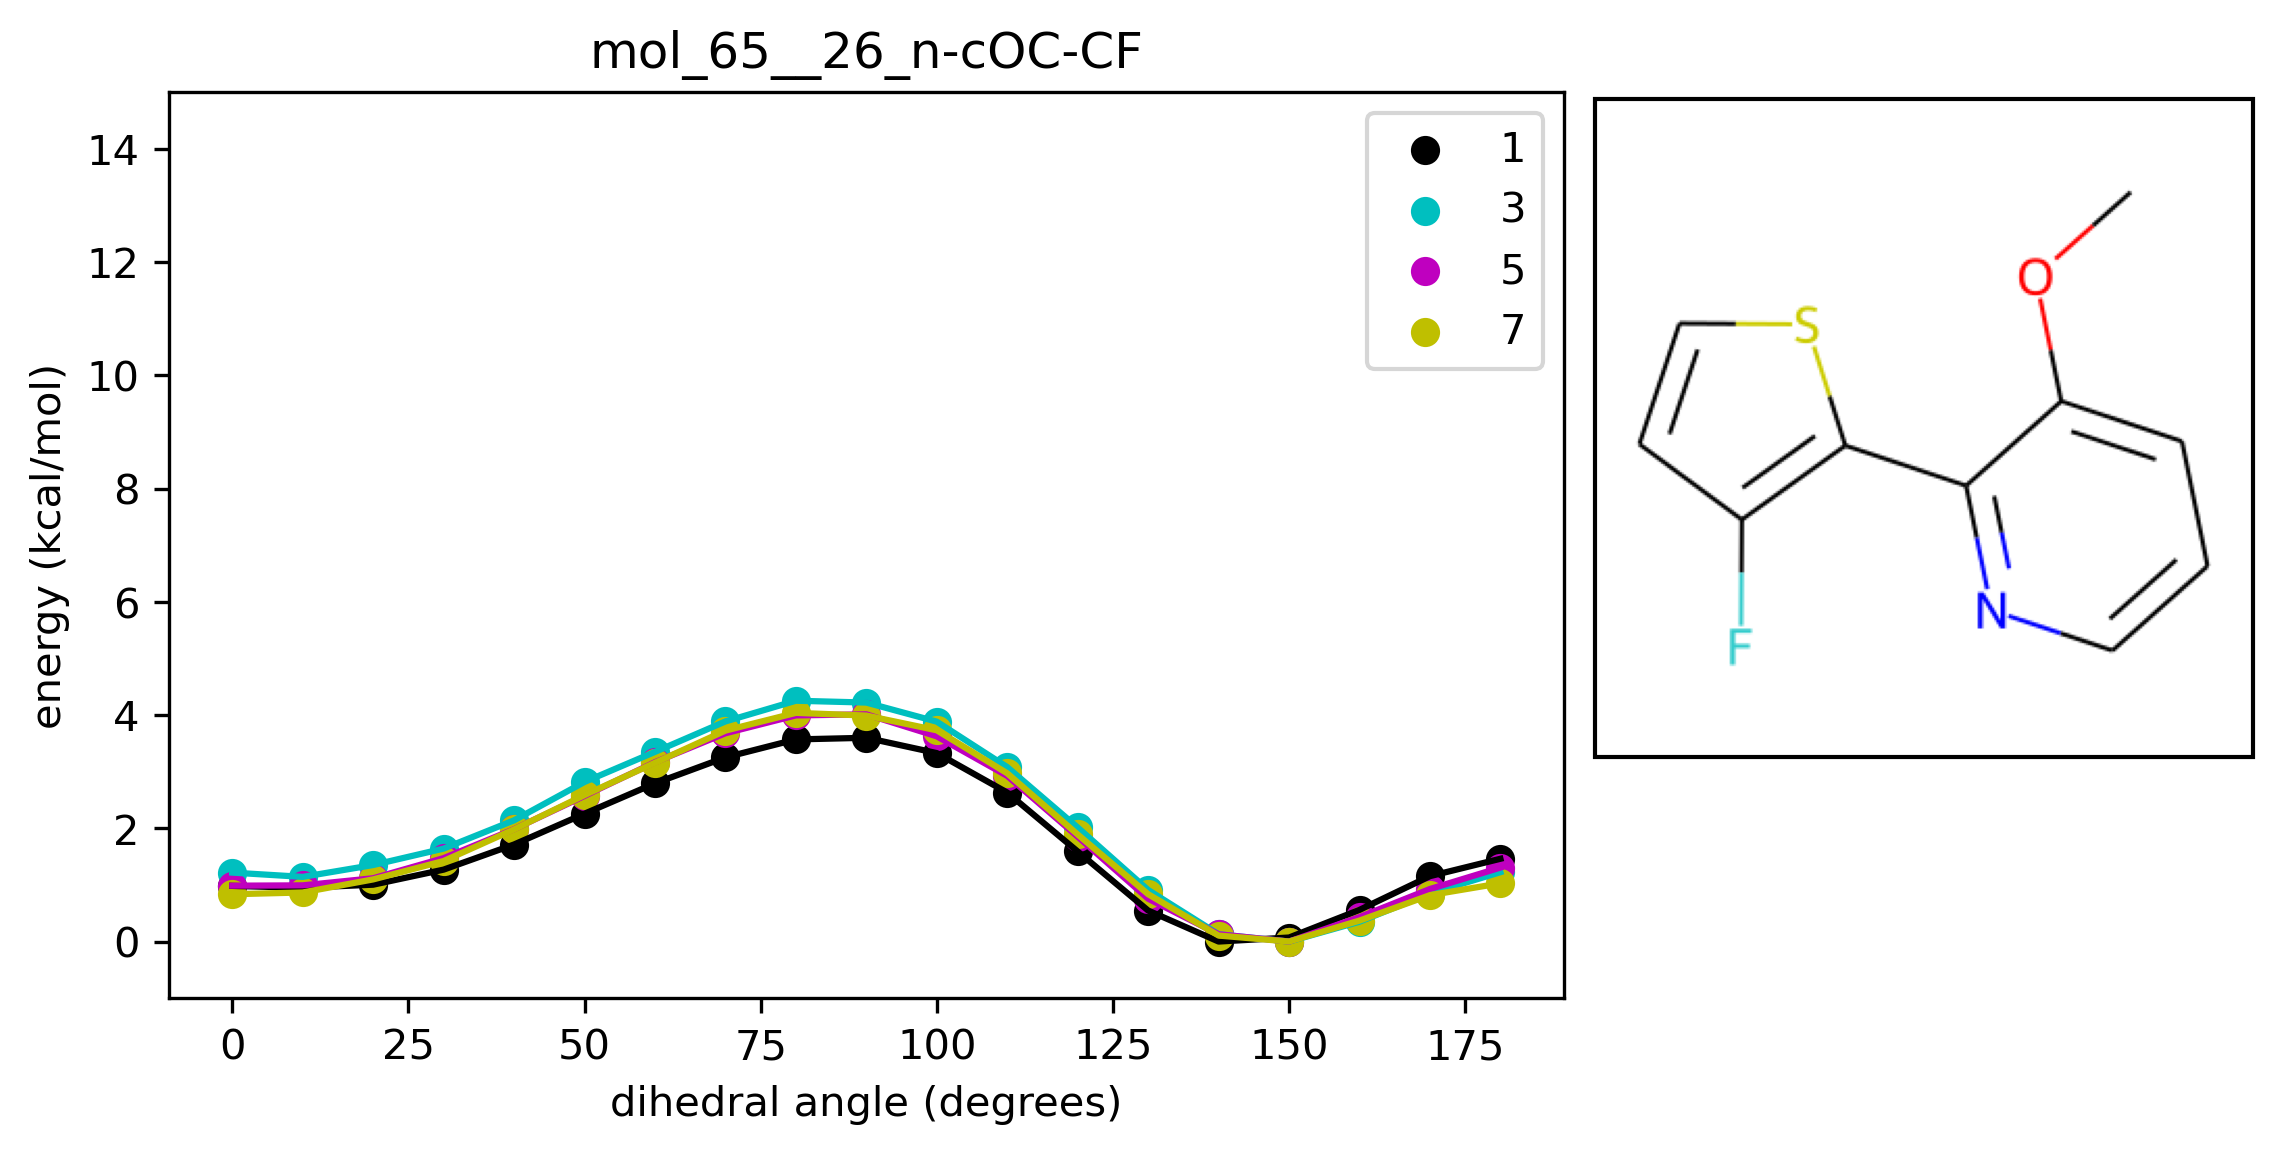 mol_65__26_n-cOC-CF
14
12
10
8
6
4
2
0
energy (kcal/mol)
0 25 50 75 100 125 150 175
dihedral angle (degrees)
1
3
5
7
O
S
N
F